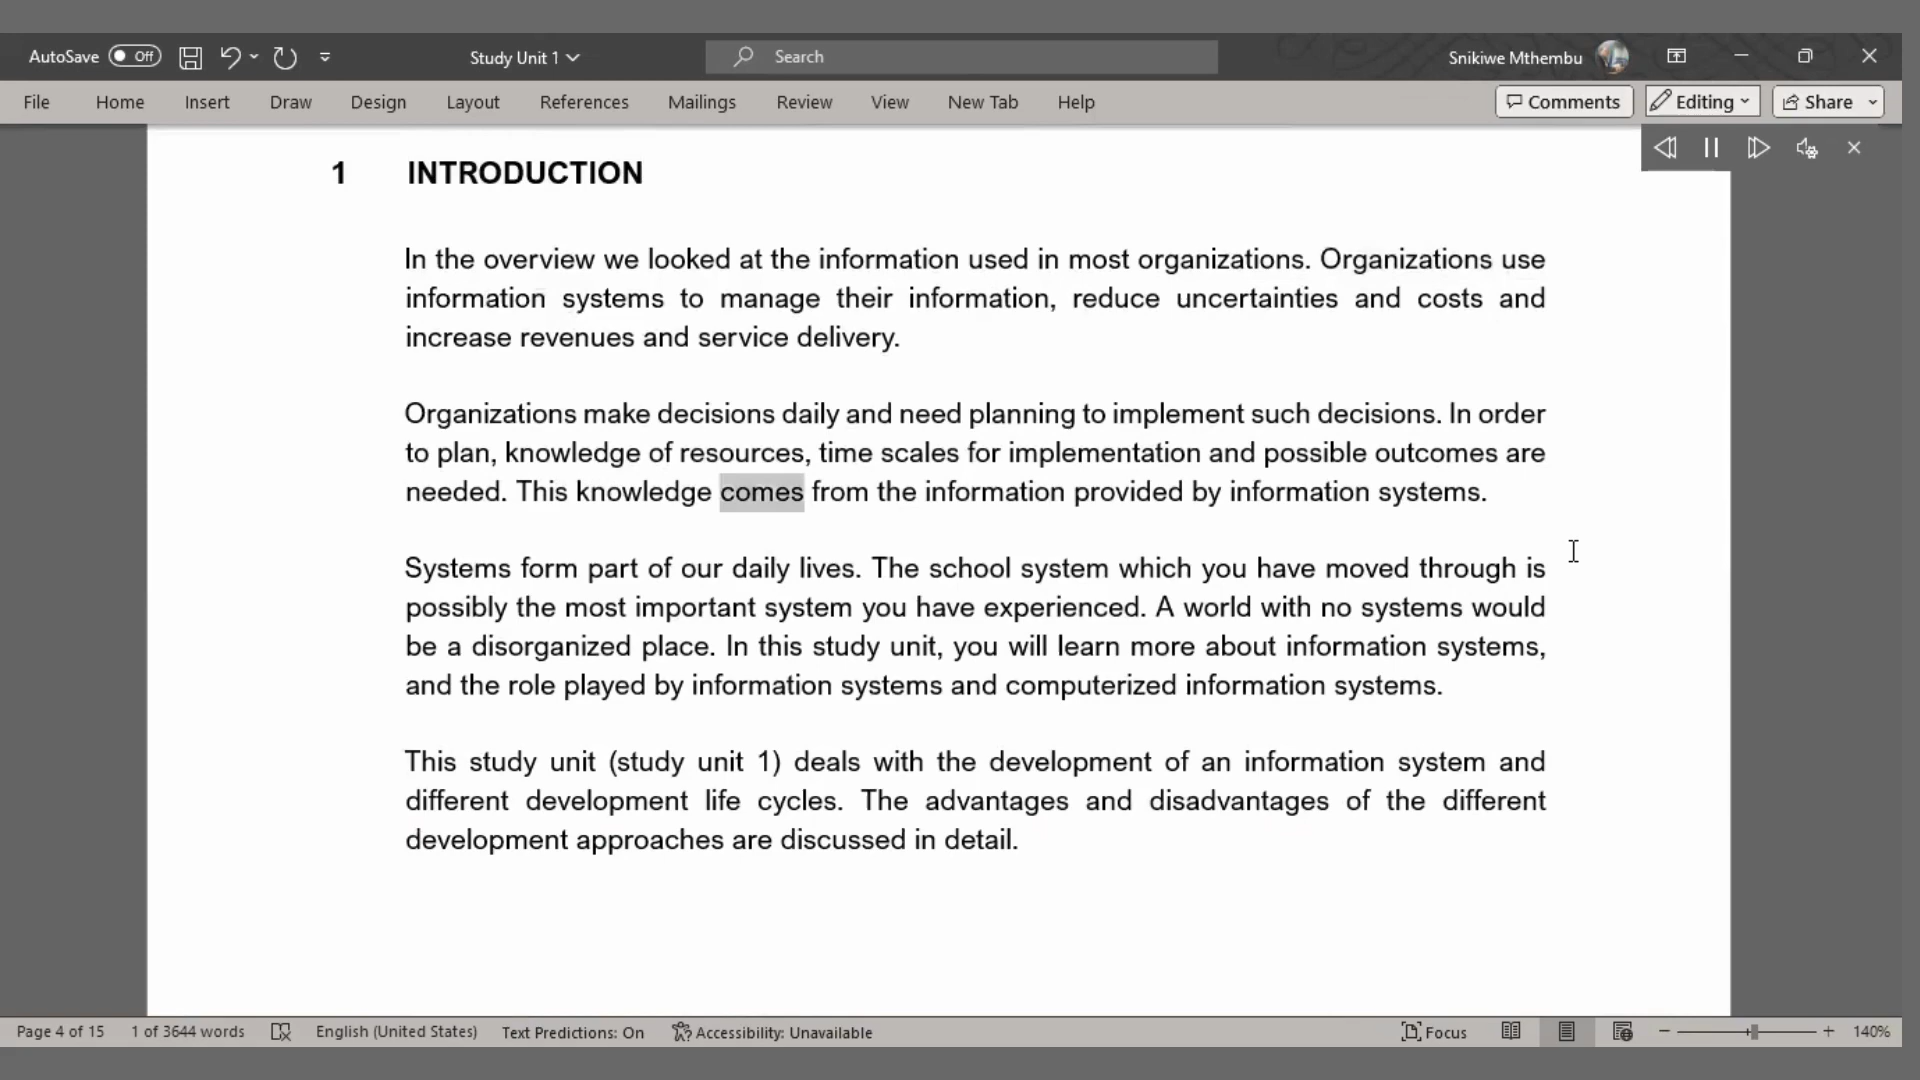 AutoSave Off Study Unit 1 Search Snikiwe Mthembu
File Home Insert Draw Design Layout References Mailings Review View New Tab Help Comments Editing Share
1 INTRODUCTION
In the overview we looked at the information used in most organizations. Organizations use
information systems to manage their information, reduce uncertainties and costs and
increase revenues and service delivery.
Organizations make decisions daily and need planning to implement such decisions. In order
to plan, knowledge of resources, time scales for implementation and possible outcomes are
needed. This knowledge comes from the information provided by information systems.
Systems form part of our daily lives. The school system which you have moved through is
possibly the most important system you have experienced. A world with no systems would
be a disorganized place. In this study unit, you will learn more about information systems,
and the role played by information systems and computerized information systems.
This study unit (study unit 1) deals with the development of an information system and
different development life cycles. The advantages and disadvantages of the different
development approaches are discussed in detail.
Page 4 of 15 1 of 3644 words English (United States) Text Predictions: On Accessibility: Unavailable Focus 140%